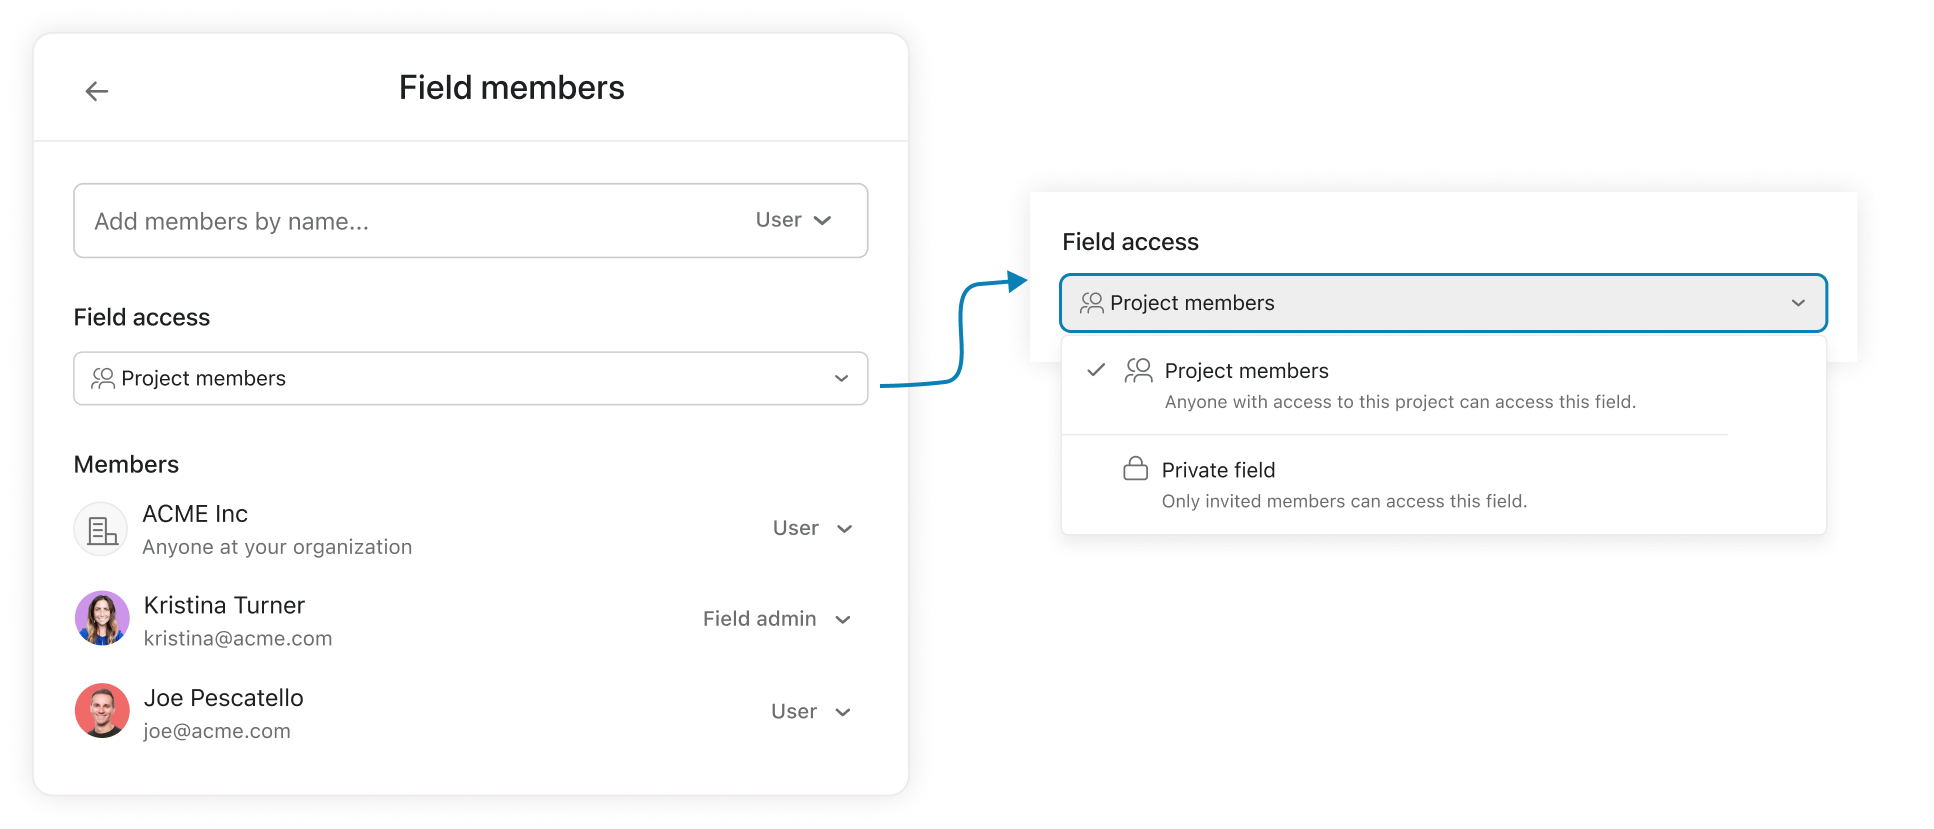 Field members
Add members by name...
User
Field access
Project members
Members
ACME Inc
Anyone at your organization
User
Kristina Turner
kristina@acme.com
Field admin
Joe Pescatello
joe@acme.com
User
Field access
Project members
Project members
Anyone with access to this project can access this field.
Private field
Only invited members can access this field.